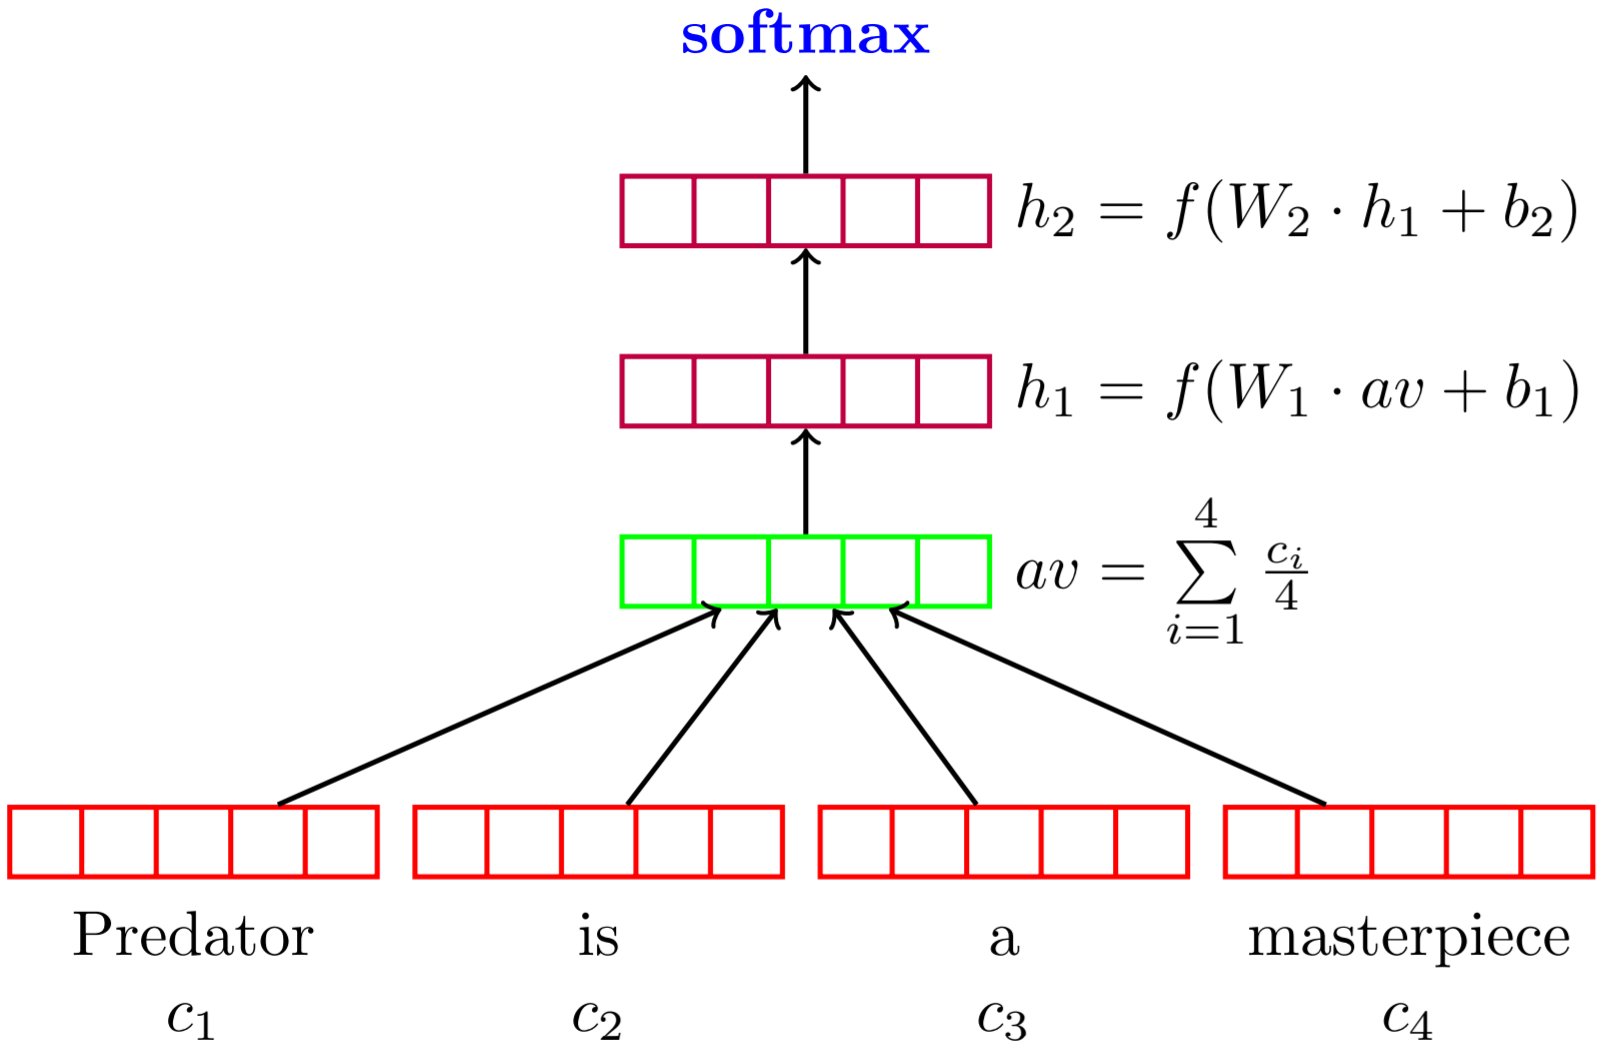 softmax
h₂ = f(W₂ · h₁ + b₂)
h₁ = f(W₁ · av + b₁)
av = ∑_{i=1}^{4} c_i/4
Predator is a masterpiece
c₁ c₂ c₃ c₄